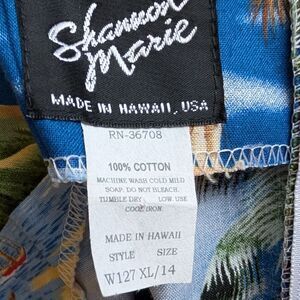 Shannon
Marie
MADE IN HAWAII, USA
RN-36708
100% COTTON
MACHINE WASH COLD MILD
SOAP. DO NOT BLEACH.
TUMBLE DRY LOW. USE
COOL IRON.
MADE IN HAWAII
STYLE SIZE
W127 XL/14